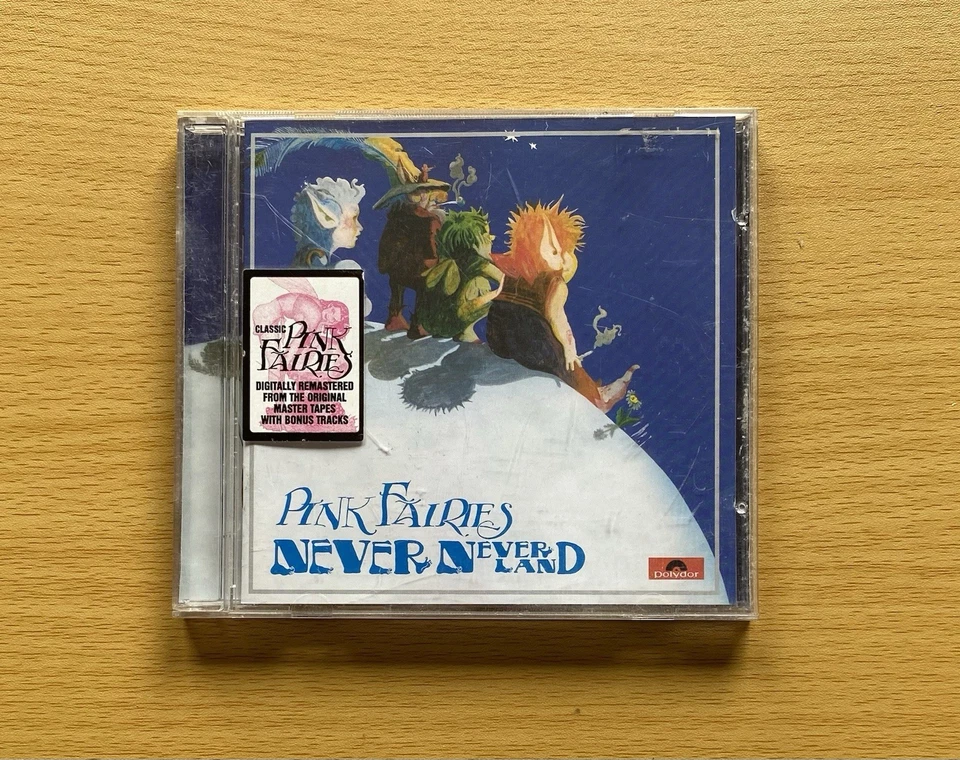 CLASSIC PINK
FAIRIES
DIGITALLY REMASTERED
FROM THE ORIGINAL
MASTER TAPES
WITH BONUS TRACKS
PINK FAIRIES
NEVER NEVER LAND
Polydor